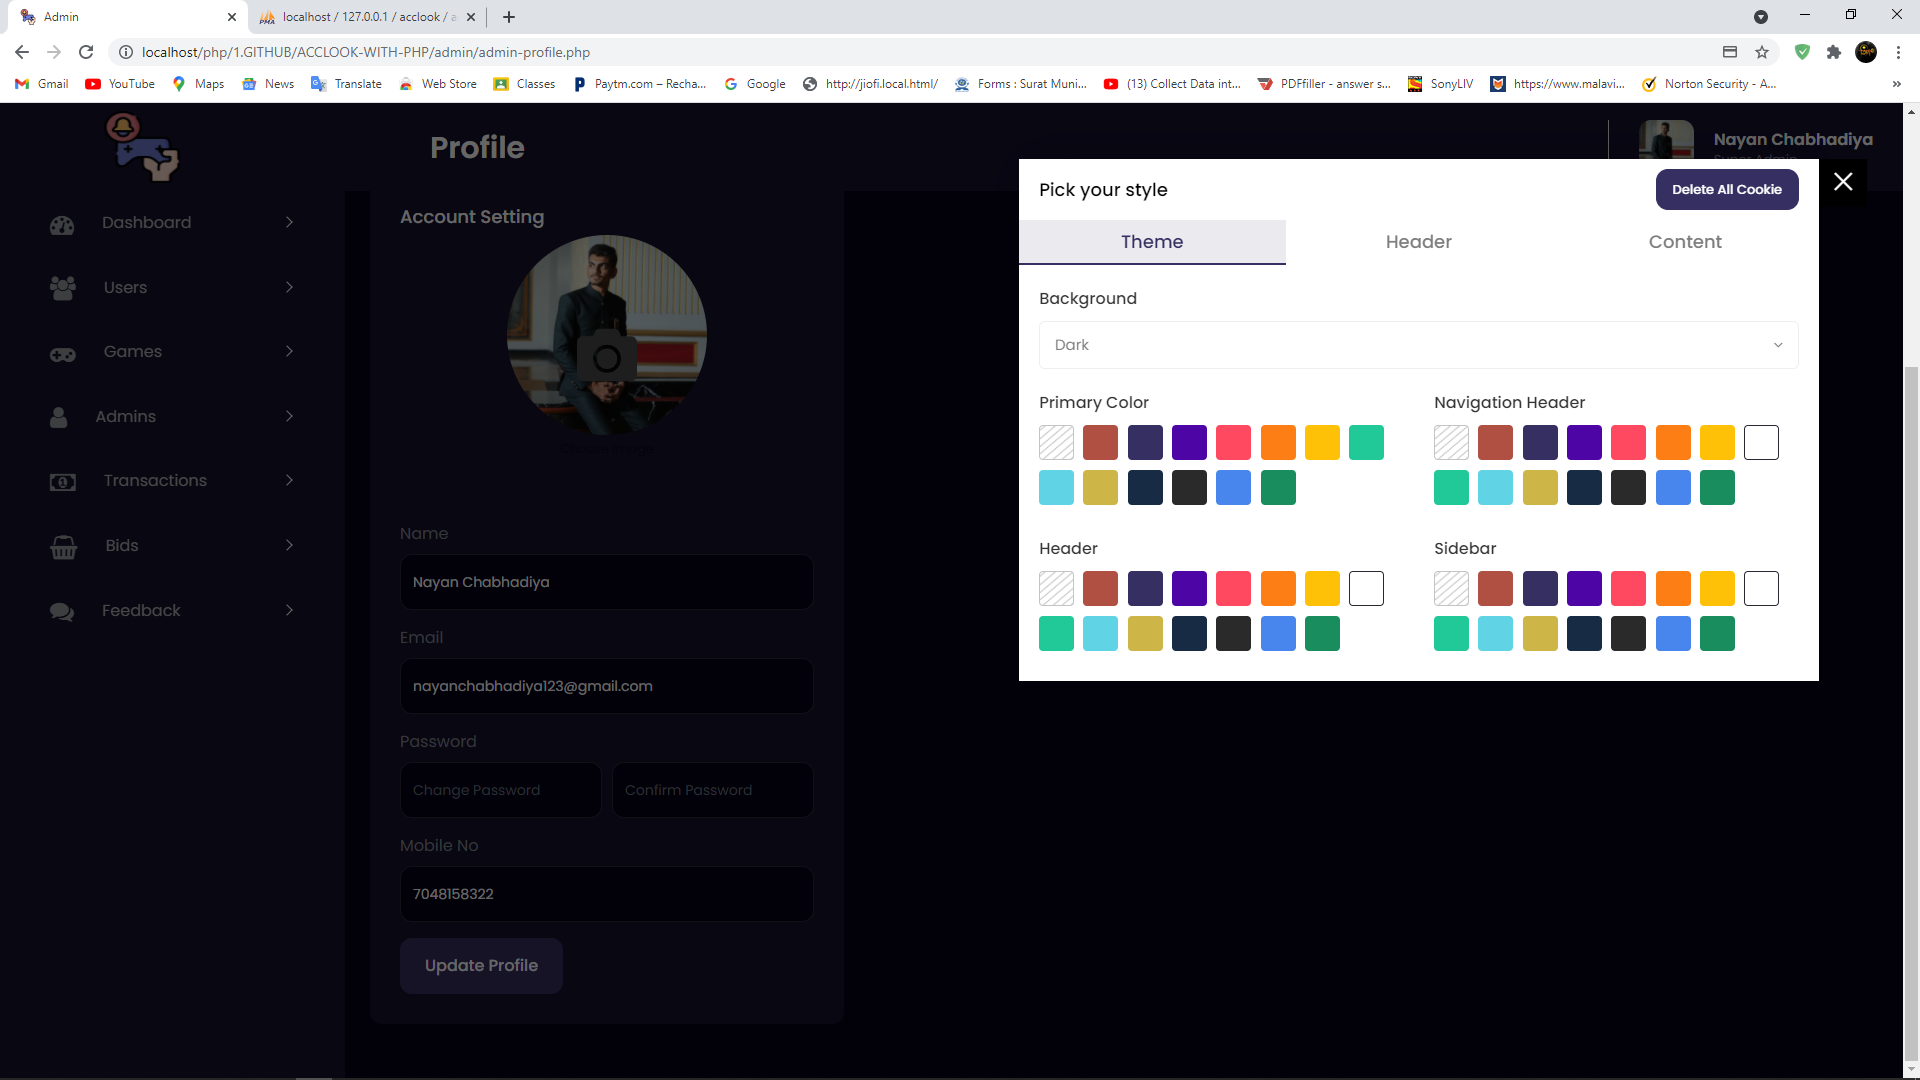 Admin
localhost / 127.0.0.1 / acclook / a
localhost/php/1.GITHUB/ACCLOOK-WITH-PHP/admin/admin-profile.php
Gmail
YouTube
Maps
News
Translate
Web Store
Classes
Paytm.com – Recha...
Google
http://jiofi.local.html/
Forms : Surat Muni...
(13) Collect Data int...
PDFfiller - answer s...
SonyLIV
https://www.malavi...
Norton Security - A...
»
Profile
Nayan Chabhadiya
Super Admin
Pick your style
Delete All Cookie
Theme
Header
Content
Background
Dark
Primary Color
Navigation Header
Header
Sidebar
Dashboard
Users
Games
Admins
Transactions
Bids
Feedback
Account Setting
Name
Nayan Chabhadiya
Email
nayanchabhadiya123@gmail.com
Password
Change Password
Confirm Password
Mobile No
7048158322
Update Profile